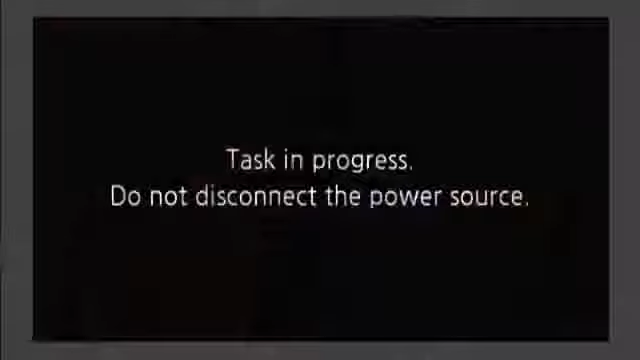 Task in progress.
Do not disconnect the power source.